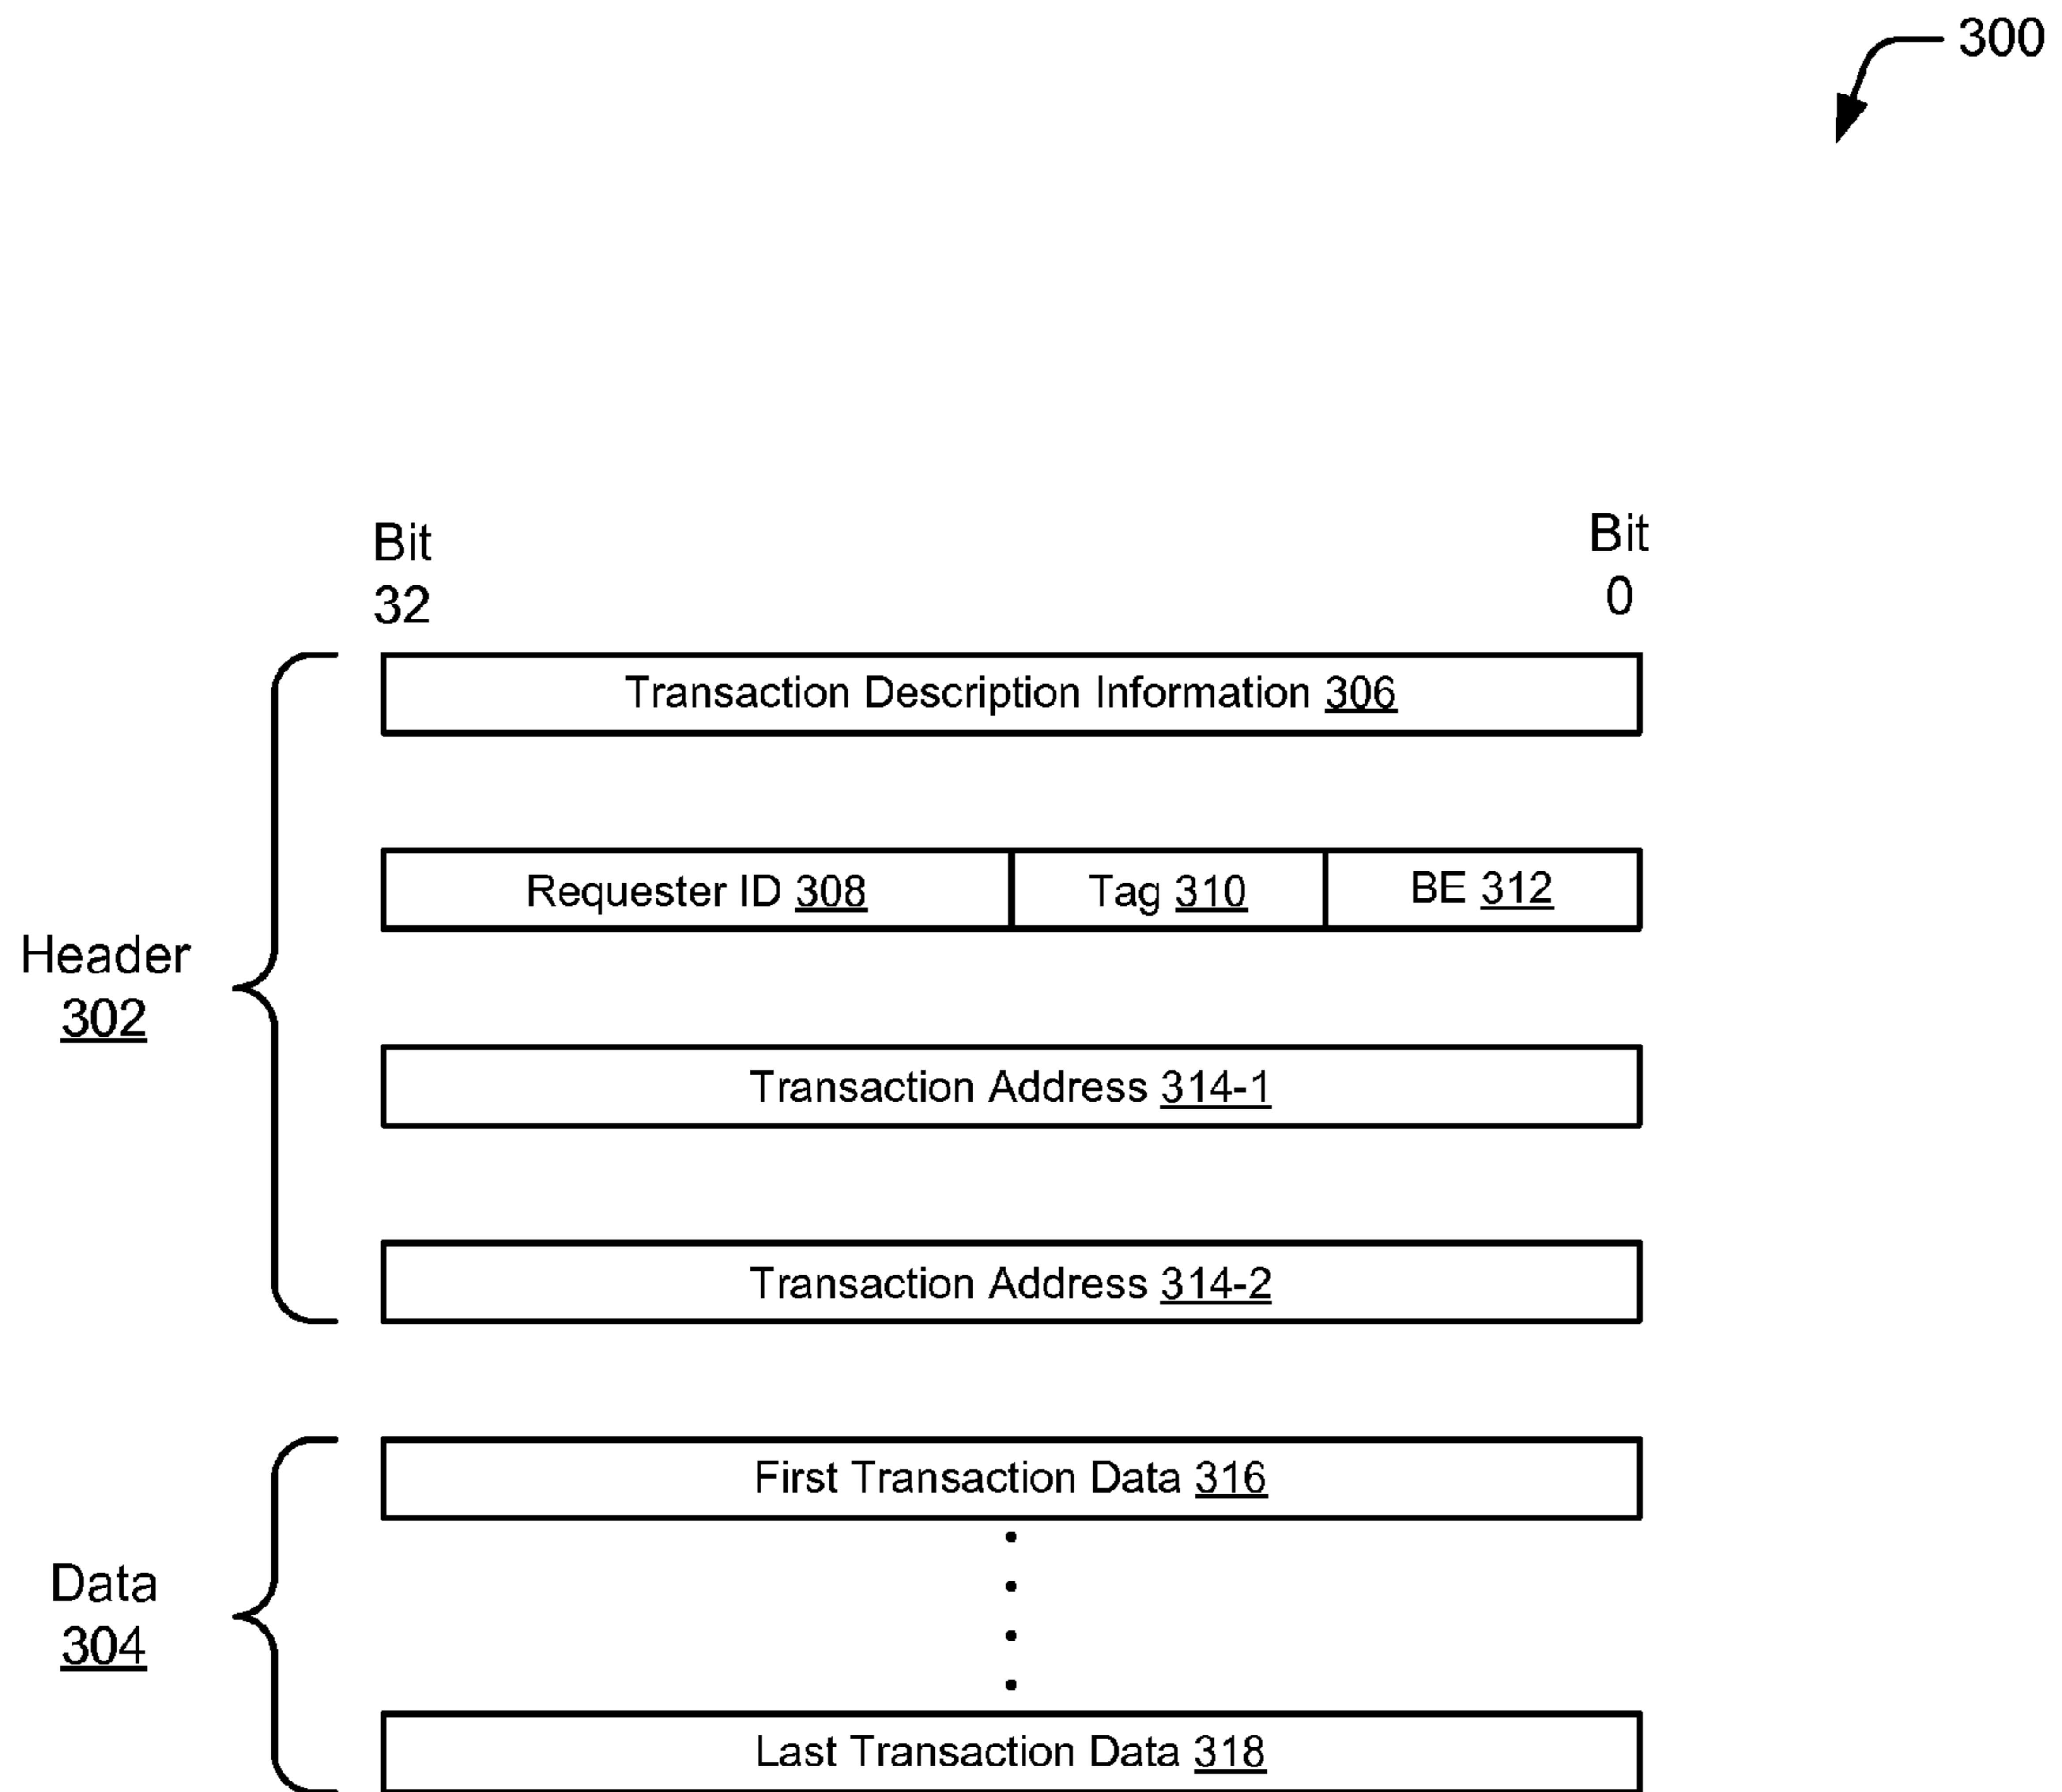 300
Bit
32
Bit
0
Transaction Description Information 306
Requester ID 308
Tag 310
BE 312
Header
302
Transaction Address 314-1
Transaction Address 314-2
First Transaction Data 316
Data
304
Last Transaction Data 318